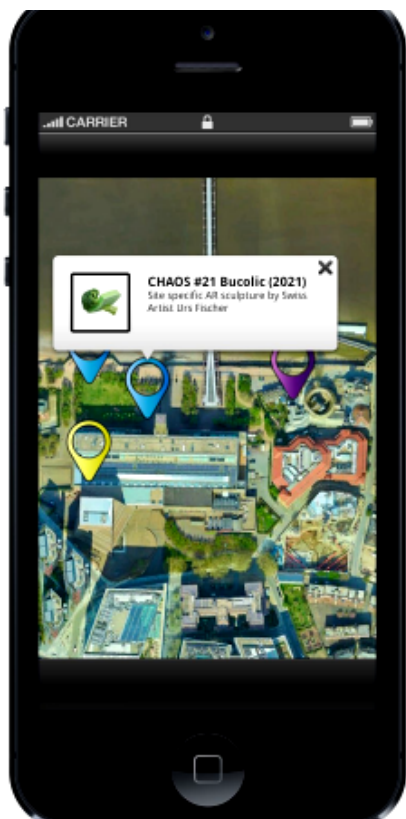 CARRIER
CHAOS #21 Bucolic (2021)
Site specific AR sculpture by Swiss
Artist Urs Fischer